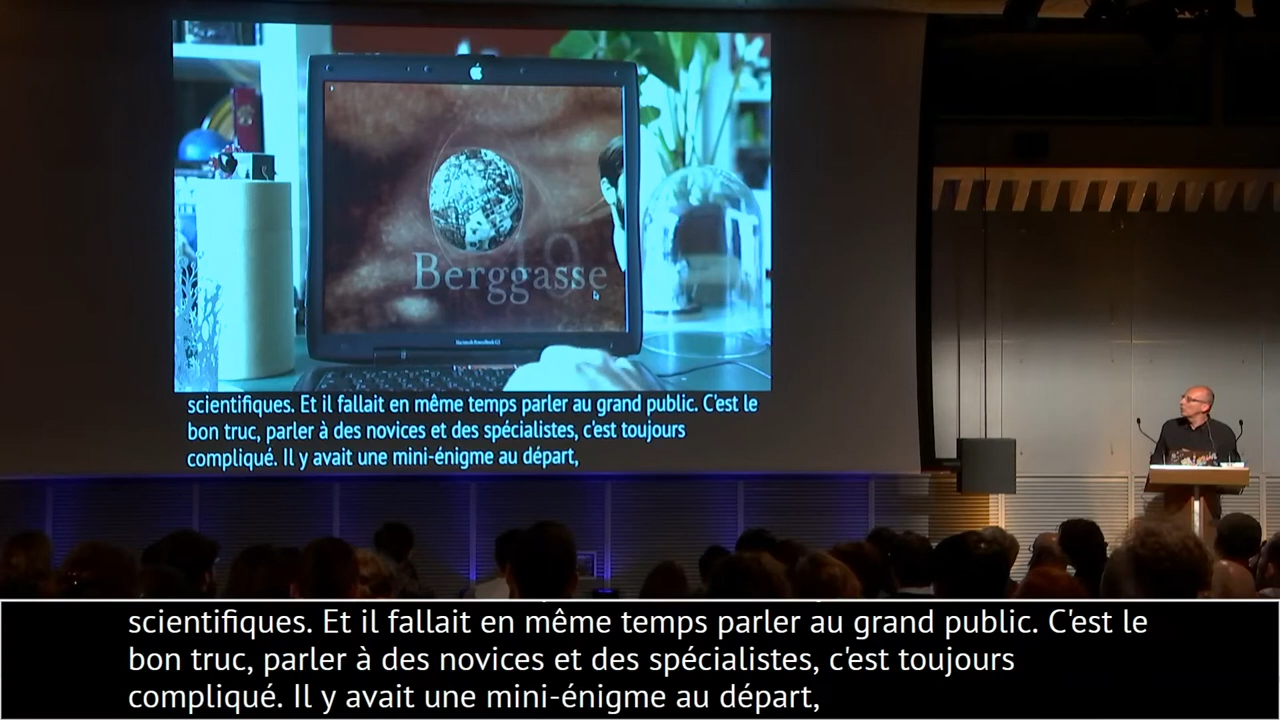 19
Berggasse
scientifiques. Et il fallait en même temps parler au grand public. C'est le
bon truc, parler à des novices et des spécialistes, c'est toujours
compliqué. Il y avait une mini-énigme au départ,
scientifiques. Et il fallait en même temps parler au grand public. C'est le
bon truc, parler à des novices et des spécialistes, c'est toujours
compliqué. Il y avait une mini-énigme au départ,